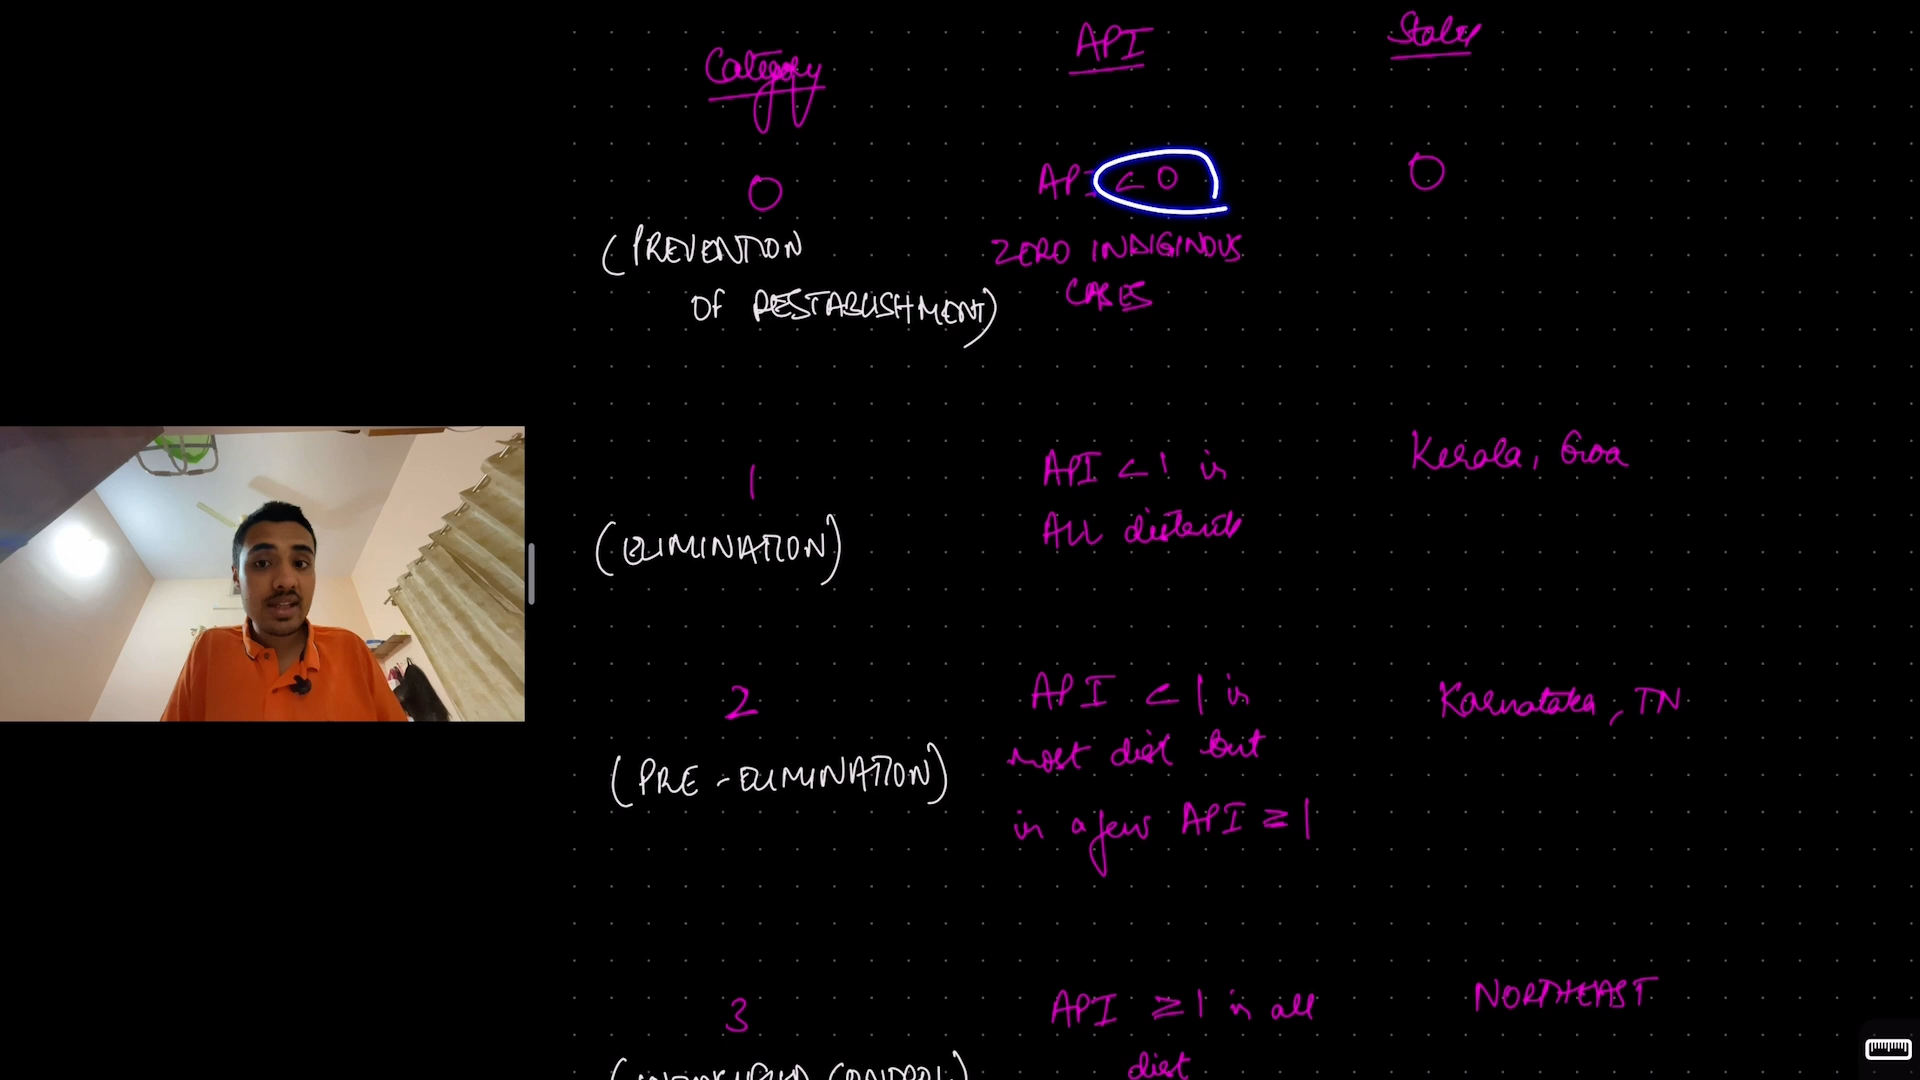 Category API States
0 API < 0 0
(PREVENTION ZERO INDIGINOUS
OF RESTABLISHMENT) CASES
1 API < 1 in Kerala, Goa
(ELIMINATION) ALL districts
2 API < 1 in Karnataka, TN
(PRE-ELIMINATION) most dist but
in a few API ≥ 1
3 API ≥ 1 in all NORTHEAST
CONTROL) dist